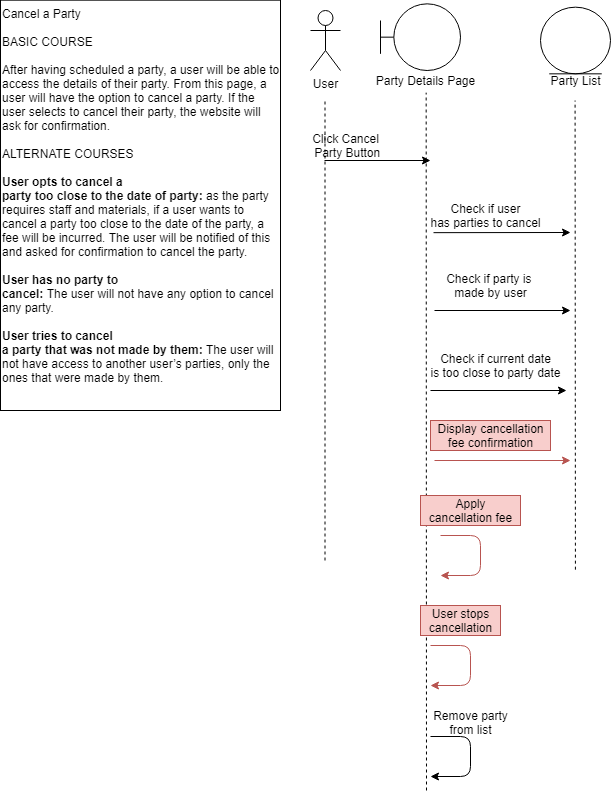 Cancel a Party
BASIC COURSE
After having scheduled a party, a user will be able to
access the details of their party. From this page, a
user will have the option to cancel a party. If the
user selects to cancel their party, the website will
ask for confirmation.
ALTERNATE COURSES
User opts to cancel a
party too close to the date of party: as the party
requires staff and materials, if a user wants to
cancel a party too close to the date of the party, a
fee will be incurred. The user will be notified of this
and asked for confirmation to cancel the party.
User has no party to
cancel: The user will not have any option to cancel
any party.
User tries to cancel
a party that was not made by them: The user will
not have access to another user's parties, only the
ones that were made by them.
User
Party Details Page
Party List
Click Cancel
Party Button
Check if user
has parties to cancel
Check if party is
made by user
Check if current date
is too close to party date
Display cancellation
fee confirmation
Apply
cancellation fee
User stops
cancellation
Remove party
from list